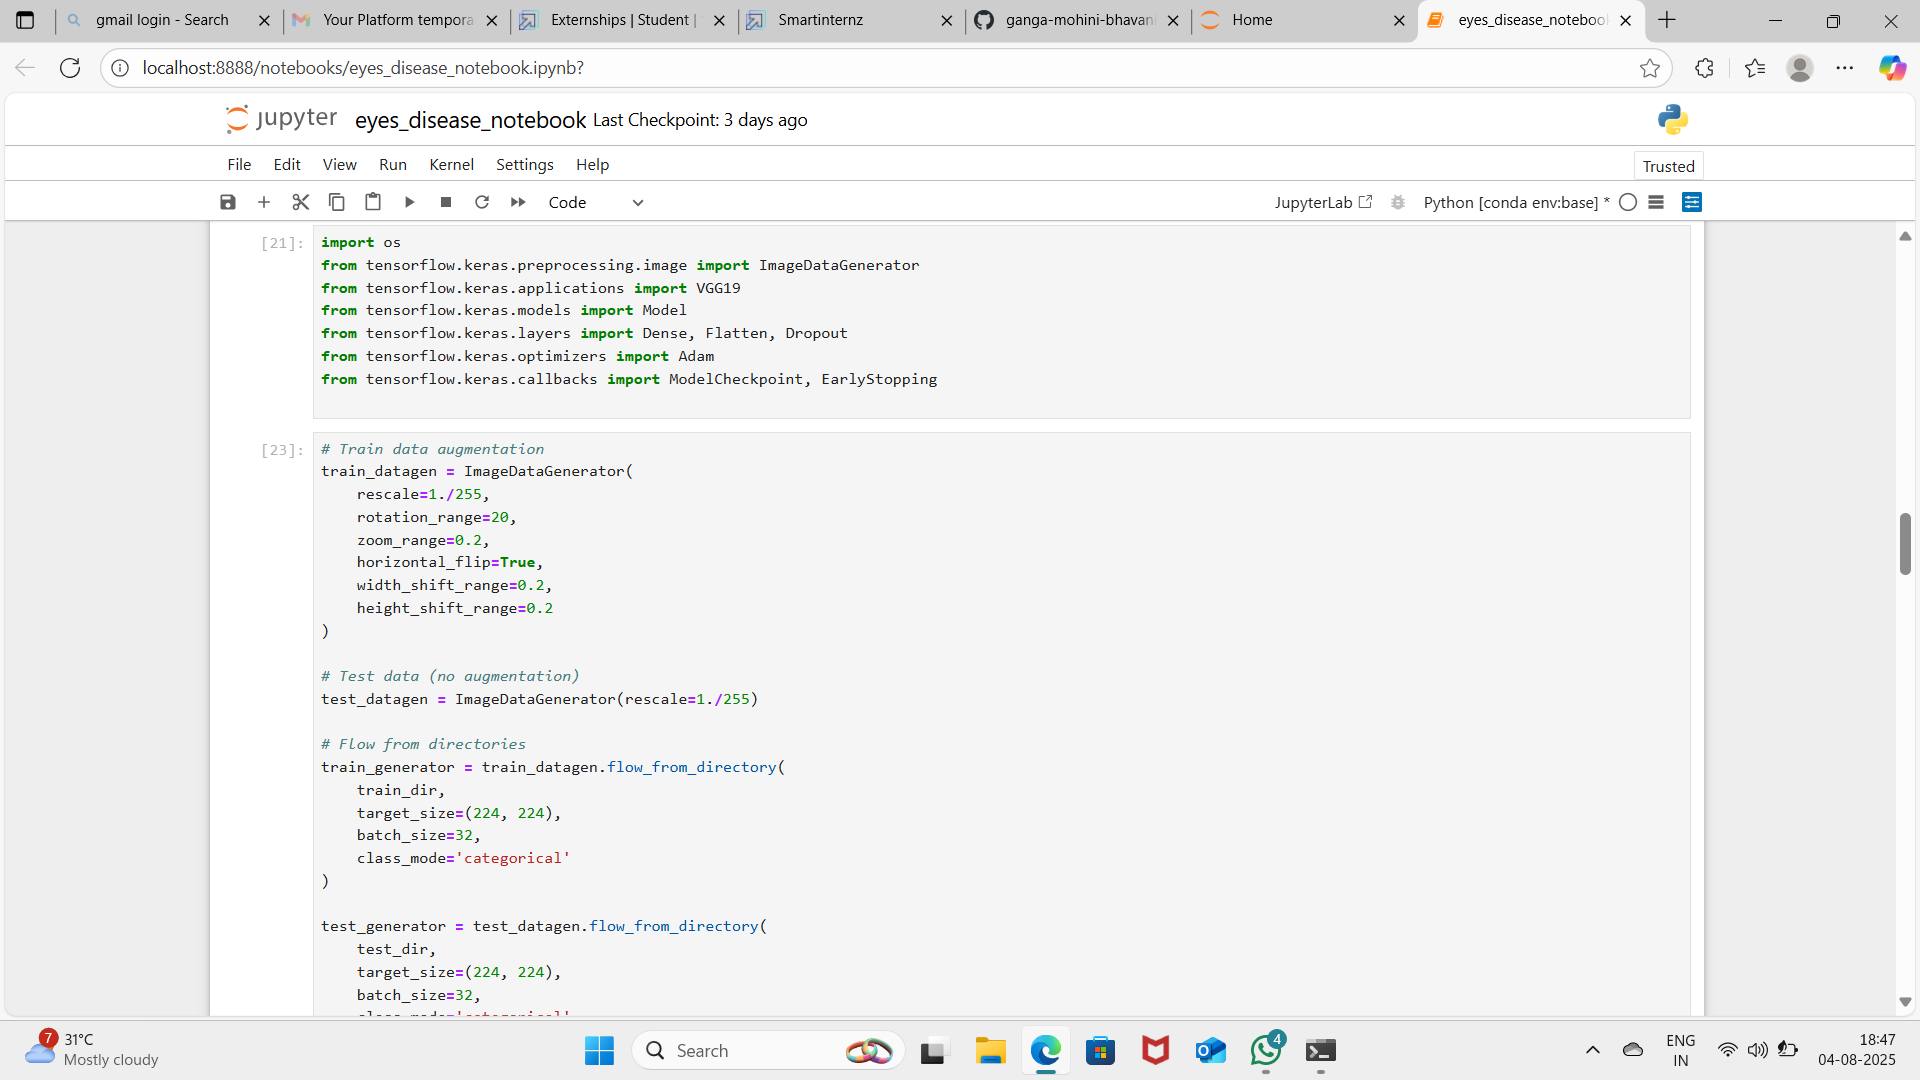 gmail login - Search
Your Platform tempora
Externships | Student |
Smartinternz
ganga-mohini-bhavani
Home
eyes_disease_notebook
localhost:8888/notebooks/eyes_disease_notebook.ipynb?
jupyter
eyes_disease_notebook Last Checkpoint: 3 days ago
File Edit View Run Kernel Settings Help
Trusted
Code
JupyterLab
Python [conda env:base] *
[21]:
import os
from tensorflow.keras.preprocessing.image import ImageDataGenerator
from tensorflow.keras.applications import VGG19
from tensorflow.keras.models import Model
from tensorflow.keras.layers import Dense, Flatten, Dropout
from tensorflow.keras.optimizers import Adam
from tensorflow.keras.callbacks import ModelCheckpoint, EarlyStopping
[23]:
# Train data augmentation
train_datagen = ImageDataGenerator(
    rescale=1./255,
    rotation_range=20,
    zoom_range=0.2,
    horizontal_flip=True,
    width_shift_range=0.2,
    height_shift_range=0.2
)
# Test data (no augmentation)
test_datagen = ImageDataGenerator(rescale=1./255)
# Flow from directories
train_generator = train_datagen.flow_from_directory(
    train_dir,
    target_size=(224, 224),
    batch_size=32,
    class_mode='categorical'
)
test_generator = test_datagen.flow_from_directory(
    test_dir,
    target_size=(224, 224),
    batch_size=32,
    class_mode='categorical'
7
31°C
Mostly cloudy
Search
4
ENG
IN
18:47
04-08-2025